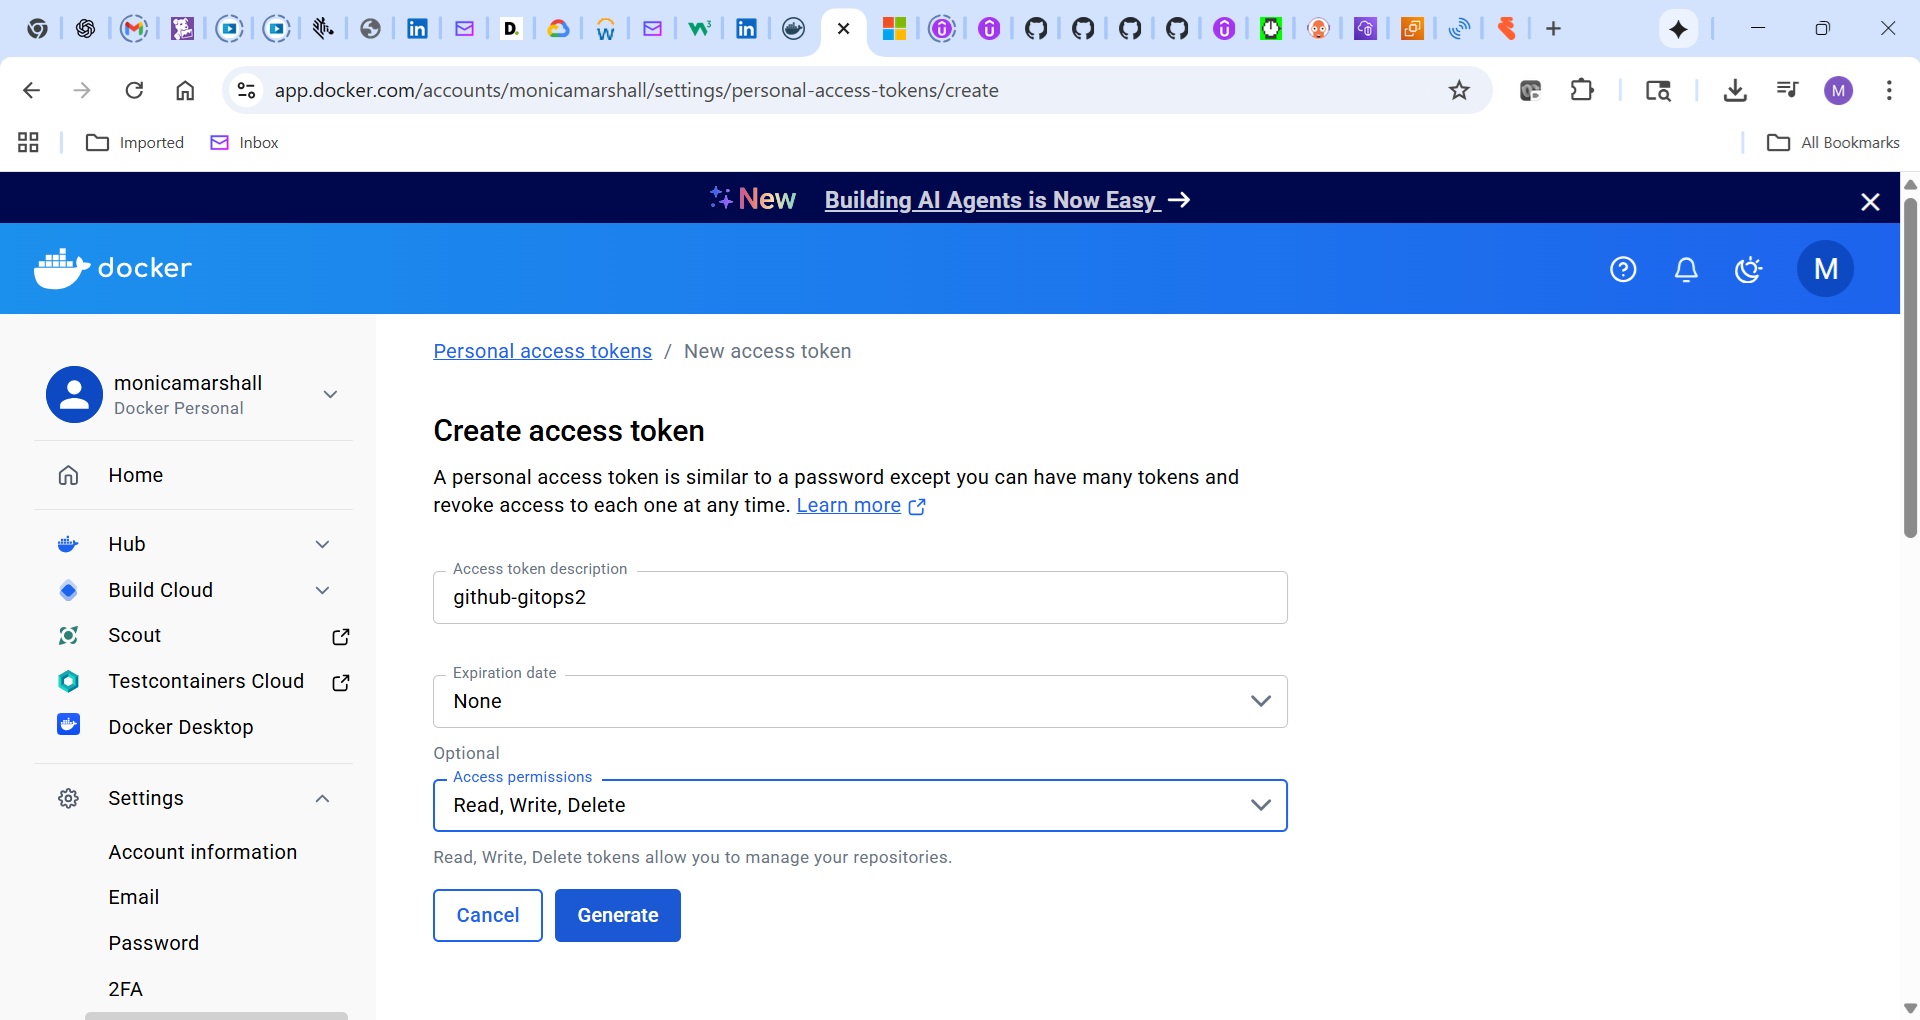 app.docker.com/accounts/monicamarshall/settings/personal-access-tokens/create
M
Imported
Inbox
All Bookmarks
New Building AI Agents is Now Easy →
docker
M
monicamarshall
Docker Personal
Home
Hub
Build Cloud
Scout
Testcontainers Cloud
Docker Desktop
Settings
Account information
Email
Password
2FA
Personal access tokens / New access token
Create access token
A personal access token is similar to a password except you can have many tokens and
revoke access to each one at any time. Learn more
Access token description
github-gitops2
Expiration date
None
Optional
Access permissions
Read, Write, Delete
Read, Write, Delete tokens allow you to manage your repositories.
Cancel
Generate